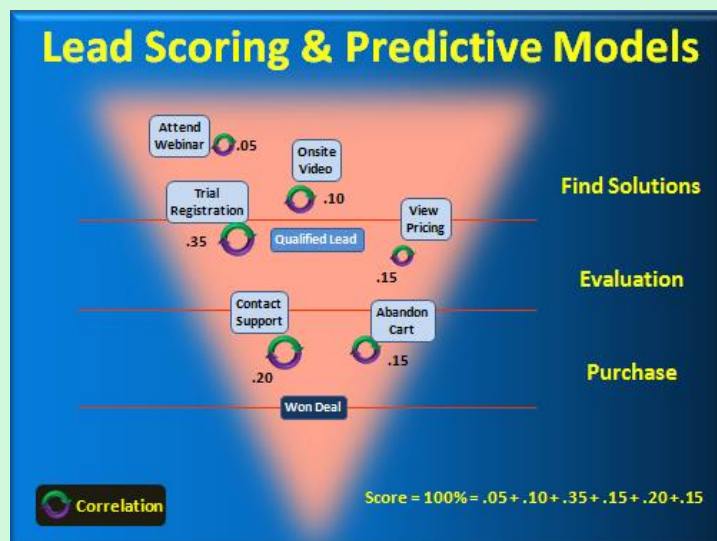 Lead Scoring & Predictive Models
Attend
Webinar
.05
Onsite
Video
.10
Find Solutions
Trial
Registration
.35
Qualified Lead
View
Pricing
.15
Evaluation
Contact
Support
.20
Abandon
Cart
.15
Purchase
Won Deal
Correlation
Score = 100% = .05 + .10 + .35 + .15 + .20 + .15